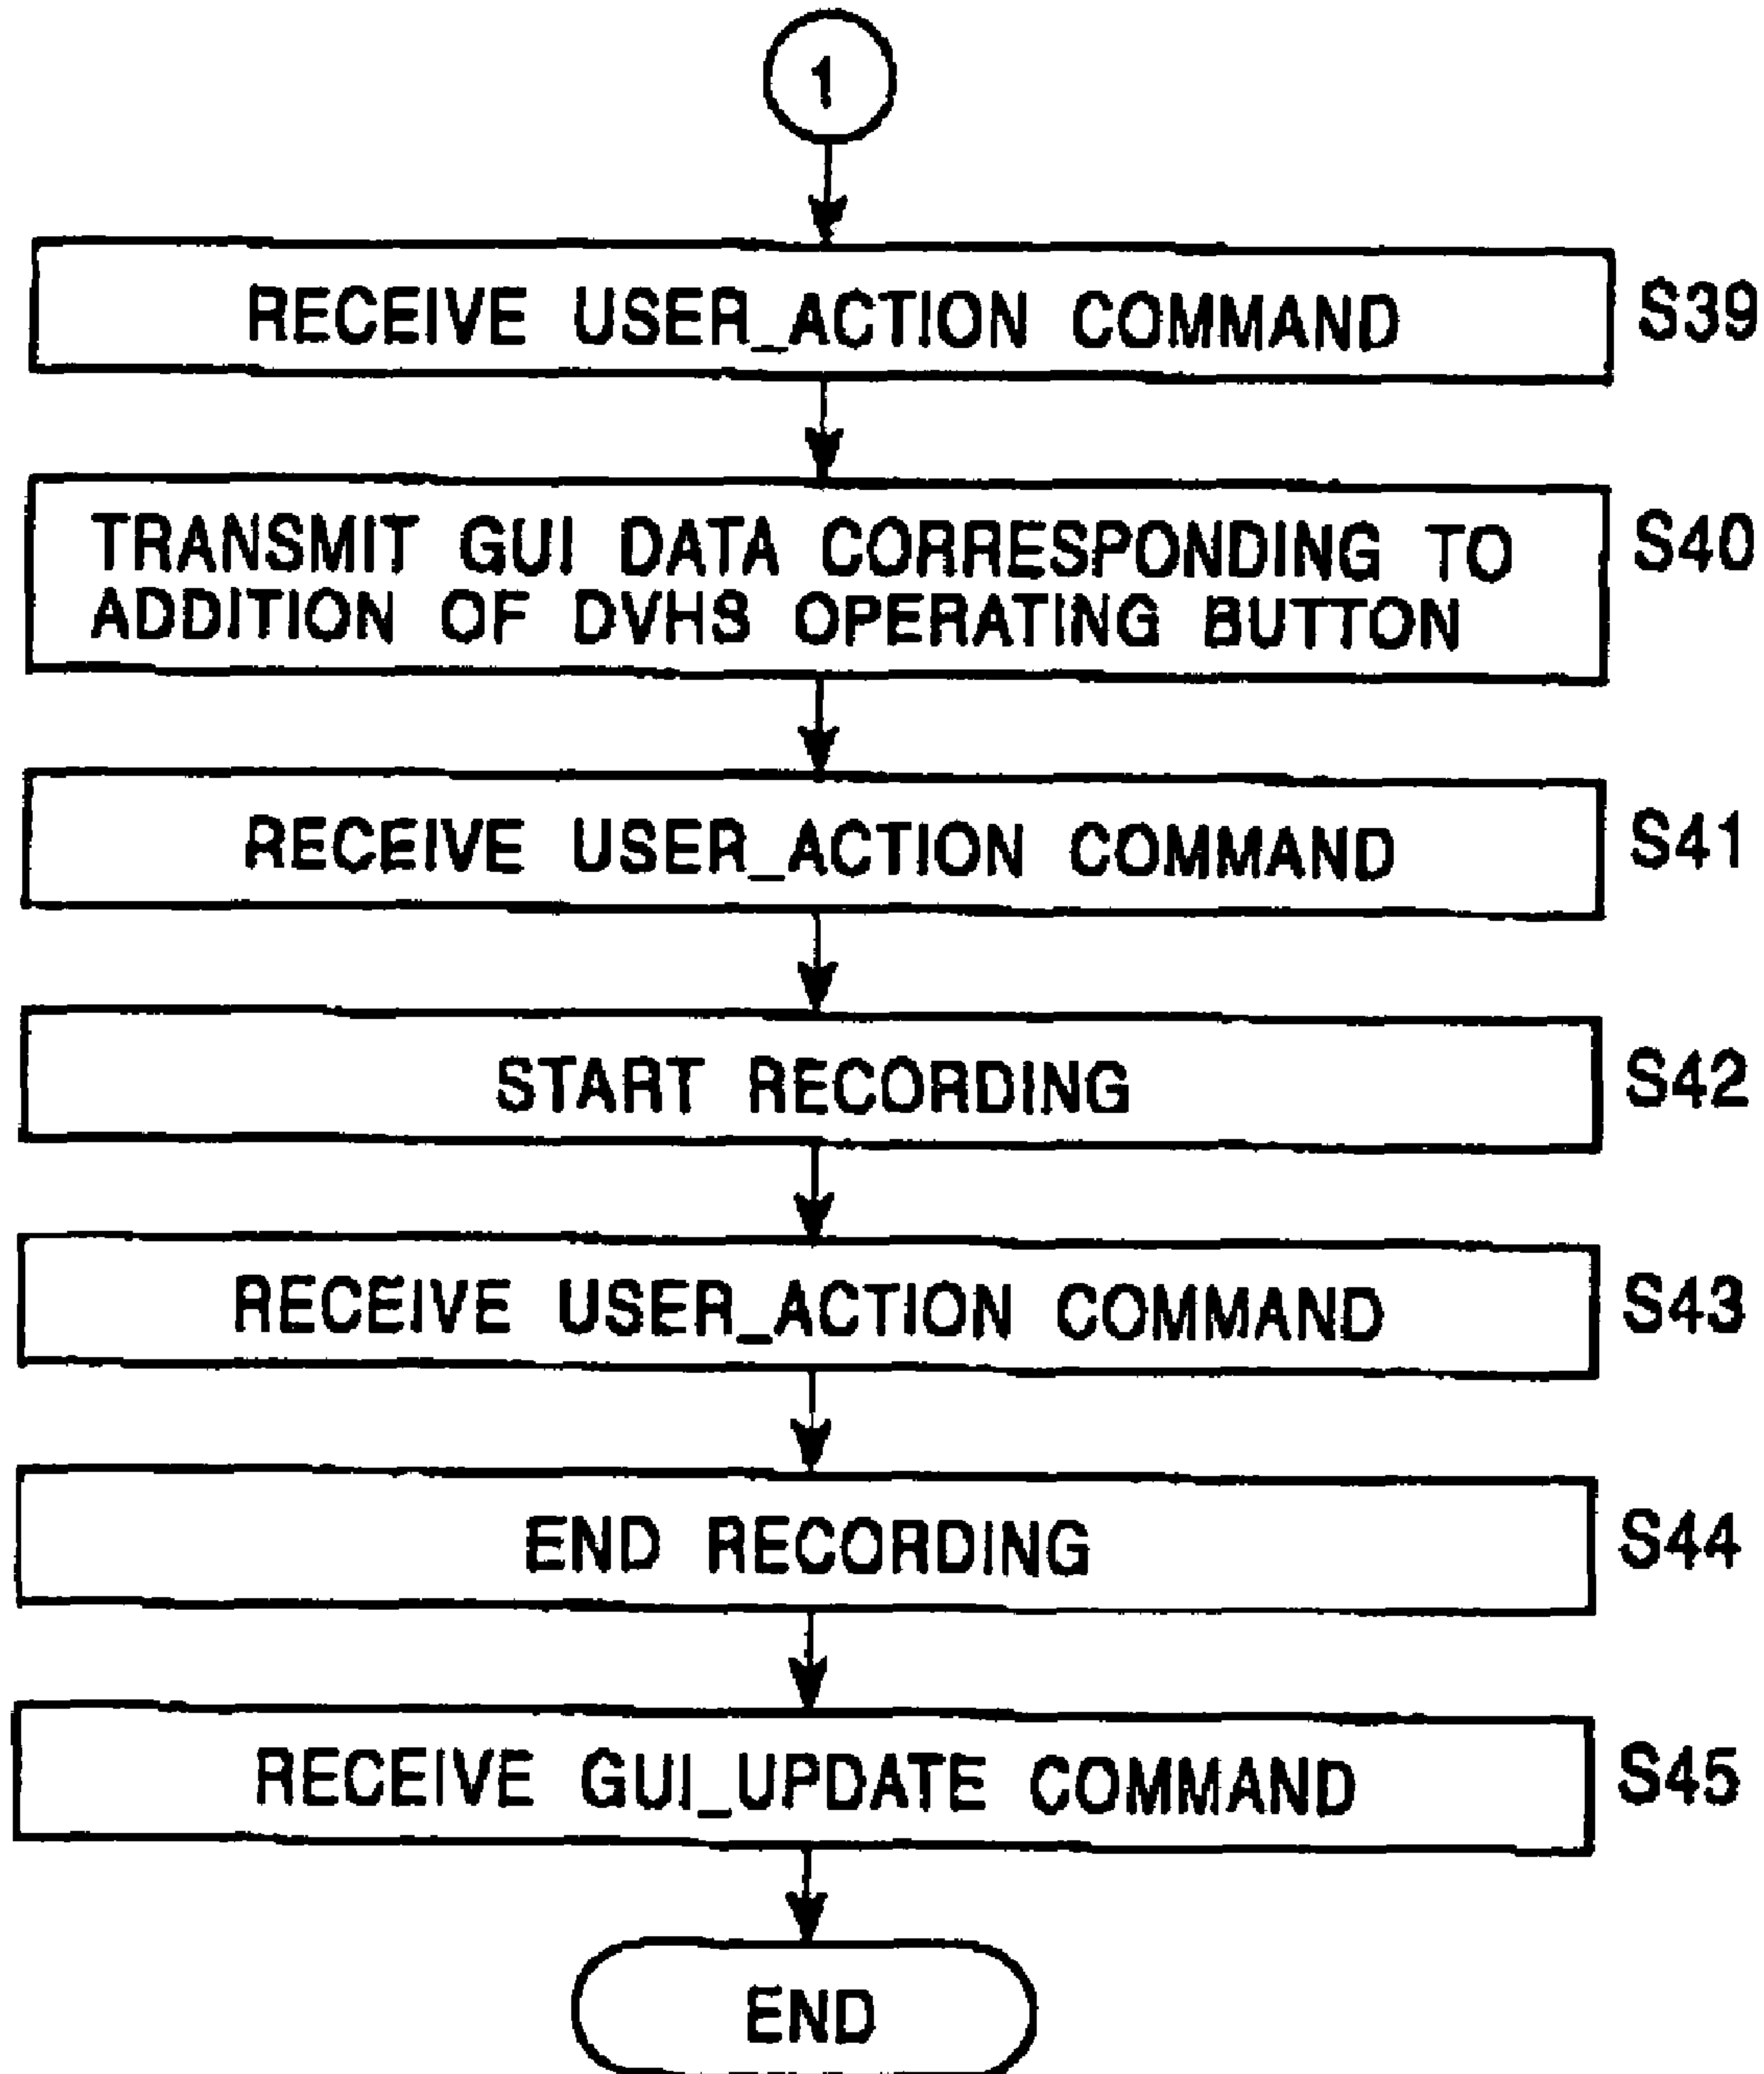 1
RECEIVE USER_ACTION COMMAND S39
TRANSMIT GUI DATA CORRESPONDING TO S40
ADDITION OF DVHS OPERATING BUTTON
RECEIVE USER_ACTION COMMAND S41
START RECORDING S42
RECEIVE USER_ACTION COMMAND S43
END RECORDING S44
RECEIVE GUI_UPDATE COMMAND S45
END